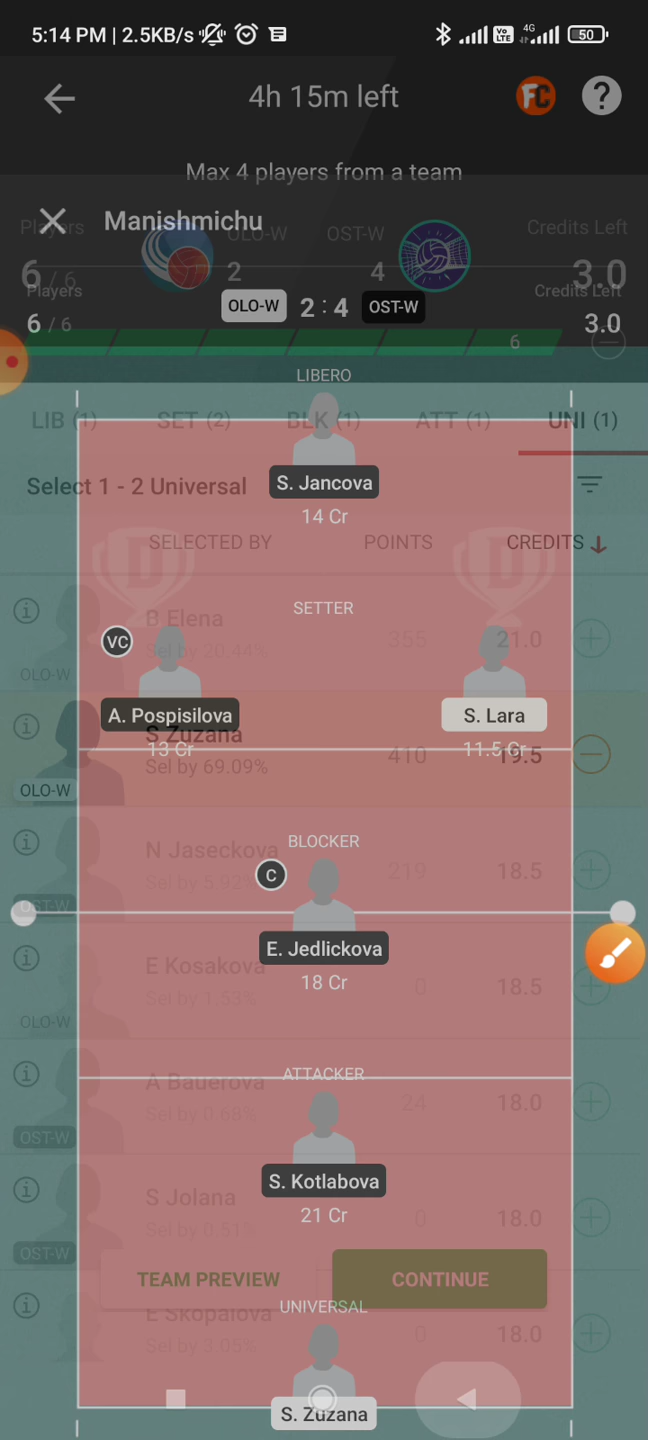 5:14 PM | 2.5KB/s
Vo LTE 4G 50
4h 15m left
FC ?
Max 4 players from a team
Manishmichu
Players OLO-W OST-W Credits Left
6 / 6 2 4 3.0
Players OLO-W 2 : 4 OST-W Credits Left
6 / 6 3.0
6
LIBERO
LIB (1) SET (2) BLK (1) ATT (1) UNI (1)
Select 1 - 2 Universal
S. Jancova
14 Cr
SELECTED BY POINTS CREDITS
SETTER
B Elena
355 21.0
VC
Sel by 20.44%
OLO-W
A. Pospisilova S. Lara
S Zuzana
13 Cr 11.5 Cr
410 19.5
Sel by 69.09%
OLO-W
BLOCKER
N Jaseckova
219 18.5
C
Sel by 5.92%
OST-W
E. Jedlickova
E Kosakova
18 Cr
0 18.5
Sel by 1.53%
OLO-W
ATTACKER
A Bauerova
24 18.0
Sel by 0.68%
OST-W
S. Kotlabova
S Jolana
21 Cr
0 18.0
Sel by 0.51%
OST-W
TEAM PREVIEW CONTINUE
UNIVERSAL
E Skopalova
0 18.0
Sel by 3.05%
S. Zuzana